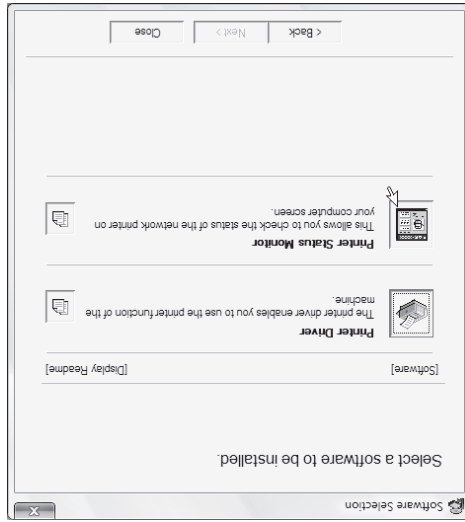 Software Selection
X
Select a software to be installed.
[Software] [Display Readme]
Printer Driver
The printer driver enables you to use the printer function of the
machine.
Printer Status Monitor
This allows you to check the status of the network printer on
your computer screen.
< Back Next > Close